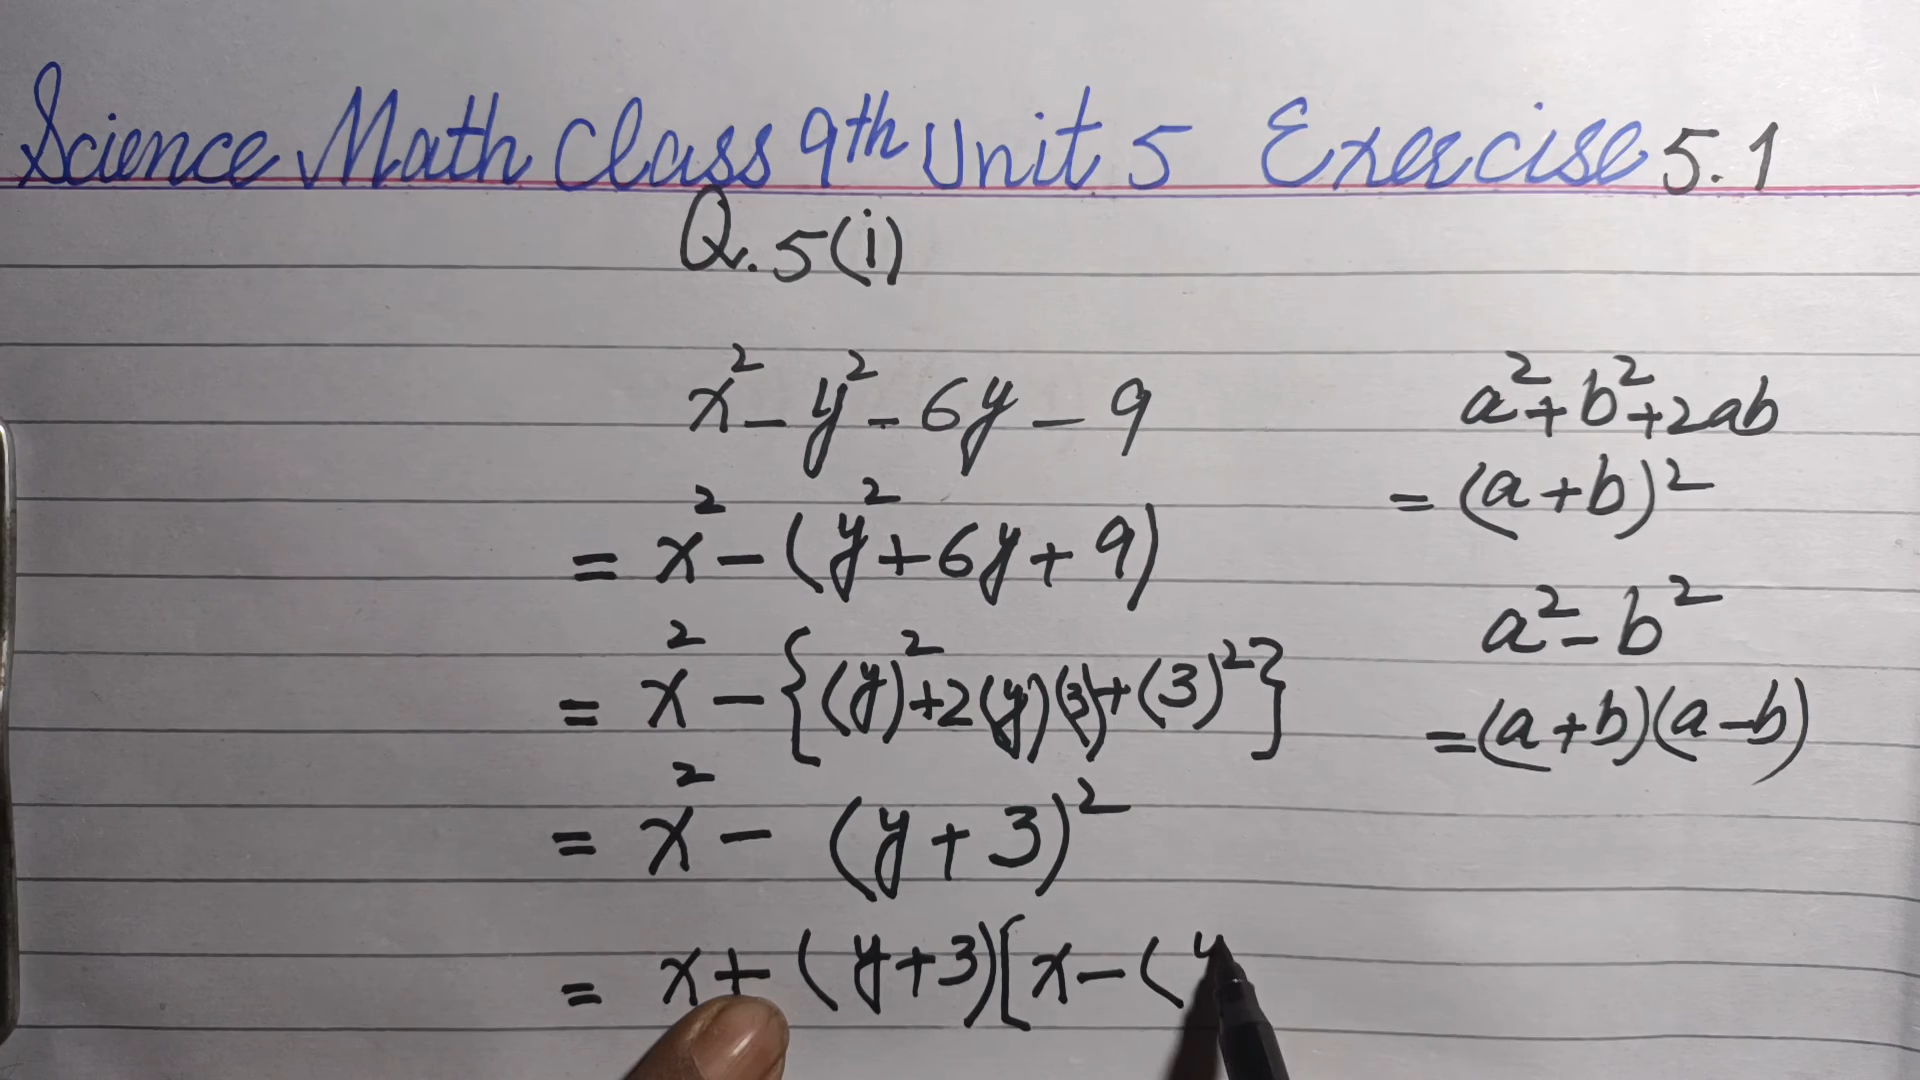 Science Math Class 9th Unit 5 Exercise 5.1
Q.5(i)
x² - y² - 6y - 9
= x² - (y² + 6y + 9)
= x² - {(y)² + 2(y)(3) + (3)²}
= x² - (y + 3)²
= x + (y + 3)[x - (y
a² + b² + 2ab
= (a + b)²
a² - b²
= (a + b)(a - b)